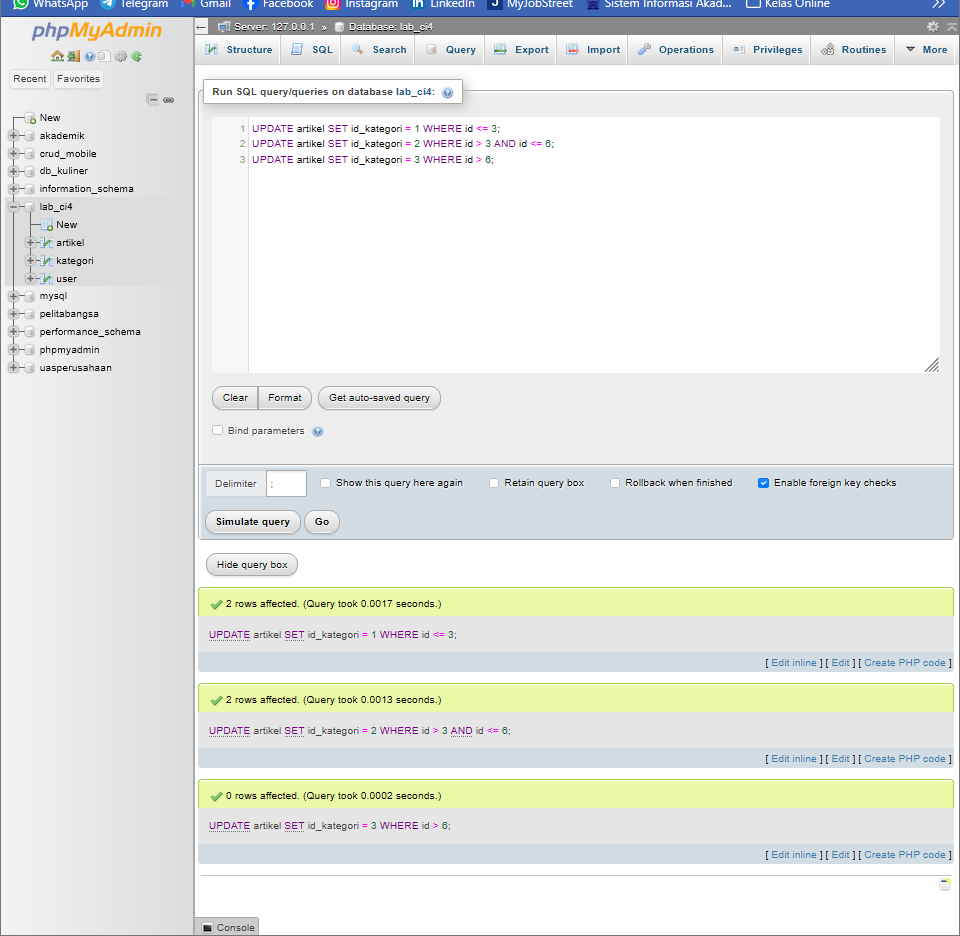 WhatsApp Telegram Gmail Facebook Instagram LinkedIn MyJobStreet Sistem Informasi Akad... Kelas Online
phpMyAdmin
Recent Favorites
New
akademik
crud_mobile
db_kuliner
information_schema
lab_ci4
New
artikel
kategori
user
mysql
pelitabangsa
performance_schema
phpmyadmin
uasperusahaan
Server: 127.0.0.1 » Database: lab_ci4
Structure SQL Search Query Export Import Operations Privileges Routines More
Run SQL query/queries on database lab_ci4:
1 UPDATE artikel SET id_kategori = 1 WHERE id <= 3;
2 UPDATE artikel SET id_kategori = 2 WHERE id > 3 AND id <= 6;
3 UPDATE artikel SET id_kategori = 3 WHERE id > 6;
Clear Format Get auto-saved query
Bind parameters
Delimiter ; Show this query here again Retain query box Rollback when finished Enable foreign key checks
Simulate query Go
Hide query box
2 rows affected. (Query took 0.0017 seconds.)
UPDATE artikel SET id_kategori = 1 WHERE id <= 3;
[ Edit inline ] [ Edit ] [ Create PHP code ]
2 rows affected. (Query took 0.0013 seconds.)
UPDATE artikel SET id_kategori = 2 WHERE id > 3 AND id <= 6;
[ Edit inline ] [ Edit ] [ Create PHP code ]
0 rows affected. (Query took 0.0002 seconds.)
UPDATE artikel SET id_kategori = 3 WHERE id > 6;
[ Edit inline ] [ Edit ] [ Create PHP code ]
Console